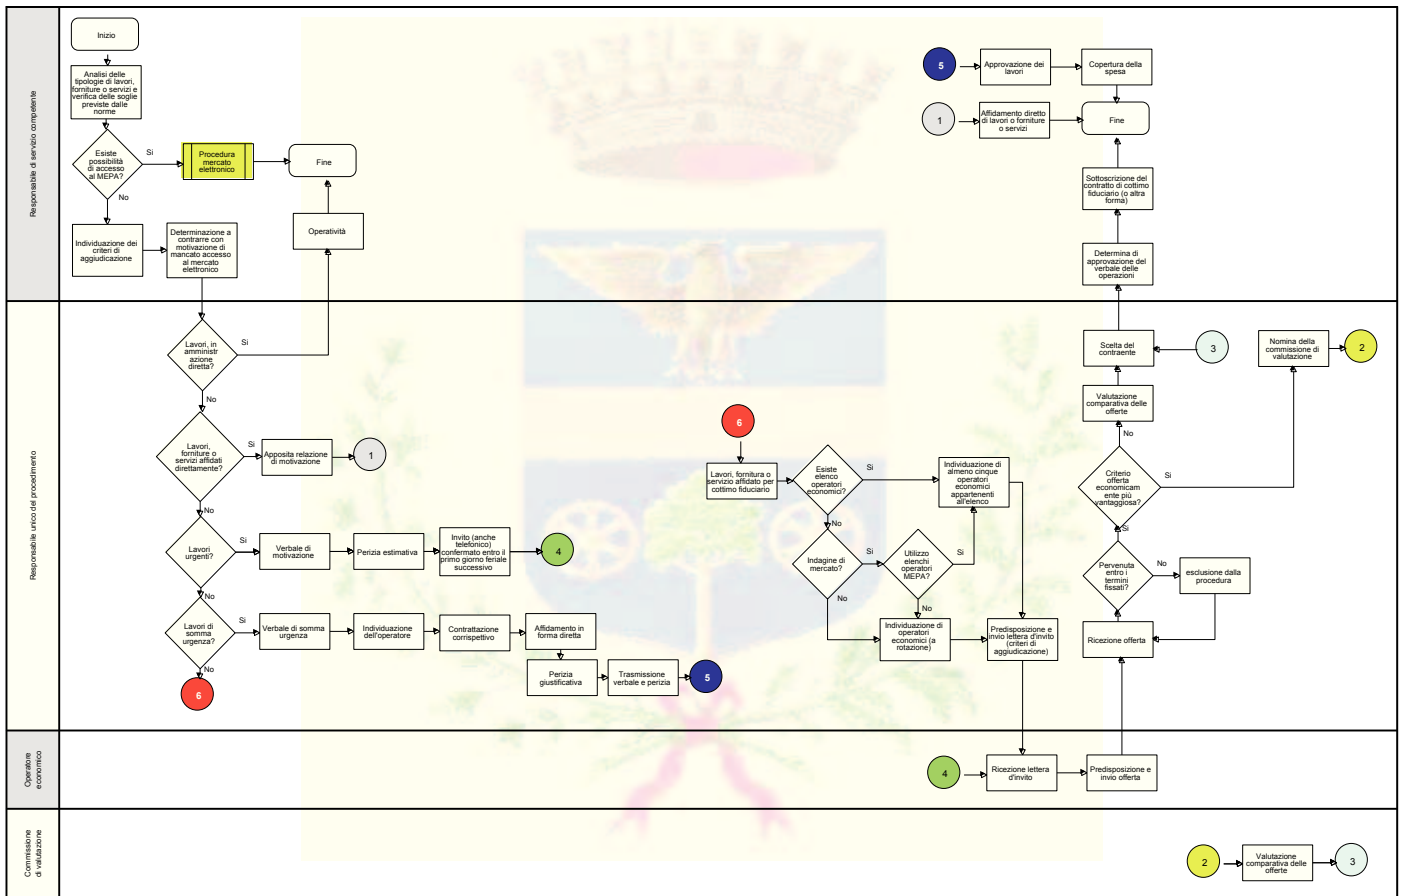 Responsabile di servizio competente
Inizio
Analisi delle
tipologie di lavori,
forniture o servizi e
verifica delle soglie
previste dalle
norme
Esiste
possibilità
di accesso
al MEPA?
Si
No
Procedura
mercato
elettronico
Fine
Operatività
Individuazione dei
criteri di
aggiudicazione
Determinazione a
contrarre con
motivazione di
mancato accesso
al mercato
elettronico
5
Approvazione dei
lavori
Copertura della
spesa
1
Affidamento diretto
di lavori o forniture
o servizi
Fine
Sottoscrizione del
contratto di cottimo
fiduciario (o altra
forma)
Determina di
approvazione del
verbale delle
operazioni
Responsabile unico del procedimento
Lavori, in
amministr
azione
diretta?
Si
No
Lavori,
forniture o
servizi affidati
direttamente?
Si
No
Apposita relazione
di motivazione
1
Lavori
urgenti?
Si
No
Verbale di
motivazione
Perizia estimativa
Invito (anche
telefonico)
confermato entro il
primo giorno feriale
successivo
4
Lavori di
somma
urgenza?
Si
No
6
Verbale di somma
urgenza
Individuazione
dell'operatore
Contrattazione
corrispettivo
Affidamento in
forma diretta
Perizia
giustificativa
Trasmissione
verbale e perizia
5
6
Lavori, fornitura o
servizio affidato per
cottimo fiduciario
Esiste
elenco
operatori
economici?
Si
No
Individuazione di
almeno cinque
operatori
economici
appartenenti
all'elenco
Indagine di
mercato?
Si
No
Utilizzo
elenchi
operatori
MEPA?
Si
No
Individuazione di
operatori
economici (a
rotazione)
Predisposizione e
invio lettera d'invito
(criteri di
aggiudicazione)
Scelta del
contraente
3
Nomina della
commissione di
valutazione
2
Valutazione
comparativa delle
offerte
No
Criterio
offerta
economicam
ente più
vantaggiosa?
Si
Si
Pervenuta
entro i
termini
fissati?
No
esclusione dalla
procedura
Ricezione offerta
Operatore
economico
4
Ricezione lettera
d'invito
Predisposizione e
invio offerta
Commissione
di valutazione
2
Valutazione
comparativa delle
offerte
3